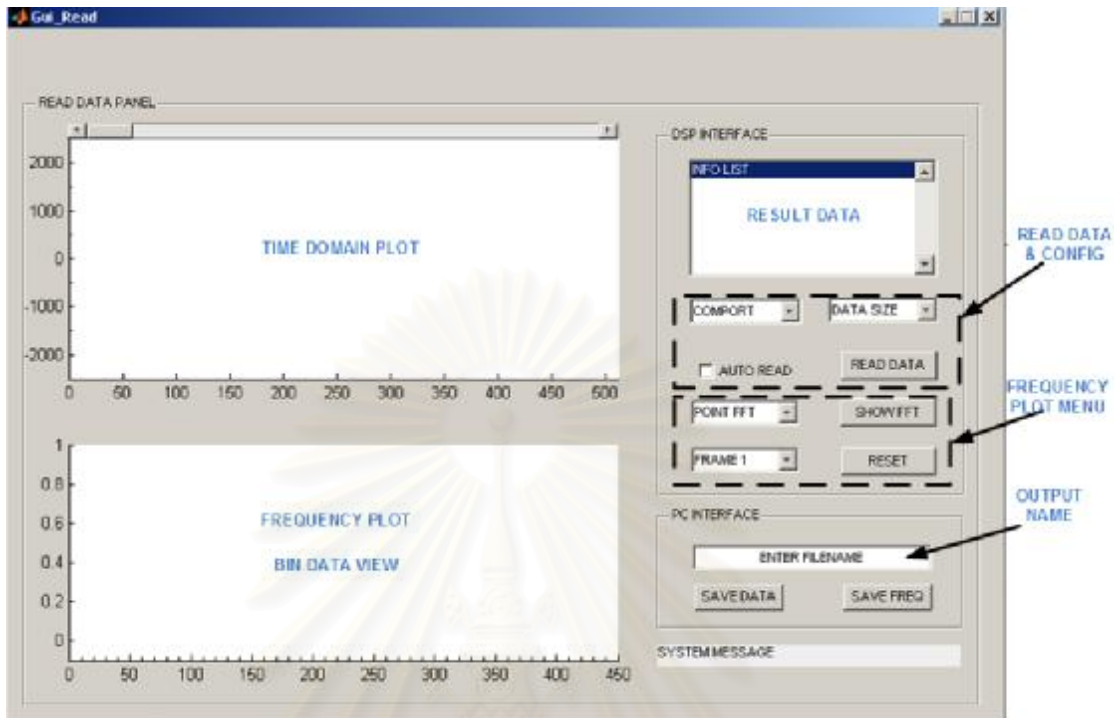 Gui_Read
READ DATA PANEL
2000
1000
0
-1000
-2000
0 50 100 150 200 250 300 350 400 450 500
TIME DOMAIN PLOT
1
0.8
0.6
0.4
0.2
0
0 50 100 150 200 250 300 350 400 450
FREQUENCY PLOT
BIN DATA VIEW
DSP INTERFACE
INFO LIST
RESULT DATA
COMPORT
DATA SIZE
AUTO READ
READ DATA
POINT FFT
SHOW FFT
FRAME 1
RESET
PC INTERFACE
ENTER FILENAME
SAVE DATA
SAVE FREQ
SYSTEM MESSAGE
READ DATA
& CONFIG
FREQUENCY
PLOT MENU
OUTPUT
NAME